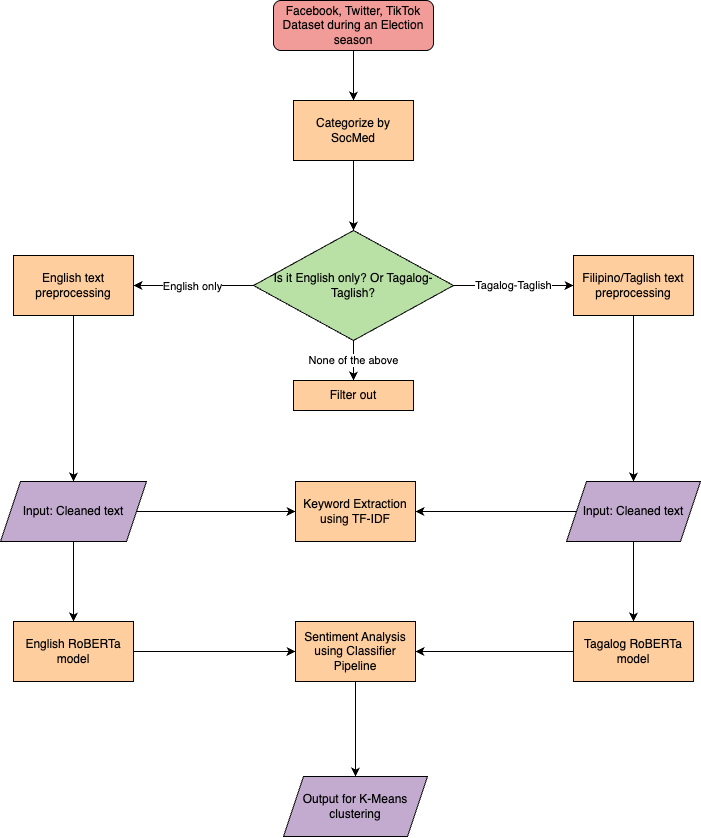 Facebook, Twitter, TikTok
Dataset during an Election
season
Categorize by
SocMed
Is it English only? Or Tagalog-
Taglish?
English only
Tagalog-Taglish
English text
preprocessing
Filipino/Taglish text
preprocessing
None of the above
Filter out
Input: Cleaned text
Keyword Extraction
using TF-IDF
Input: Cleaned text
English RoBERTa
model
Sentiment Analysis
using Classifier
Pipeline
Tagalog RoBERTa
model
Output for K-Means
clustering